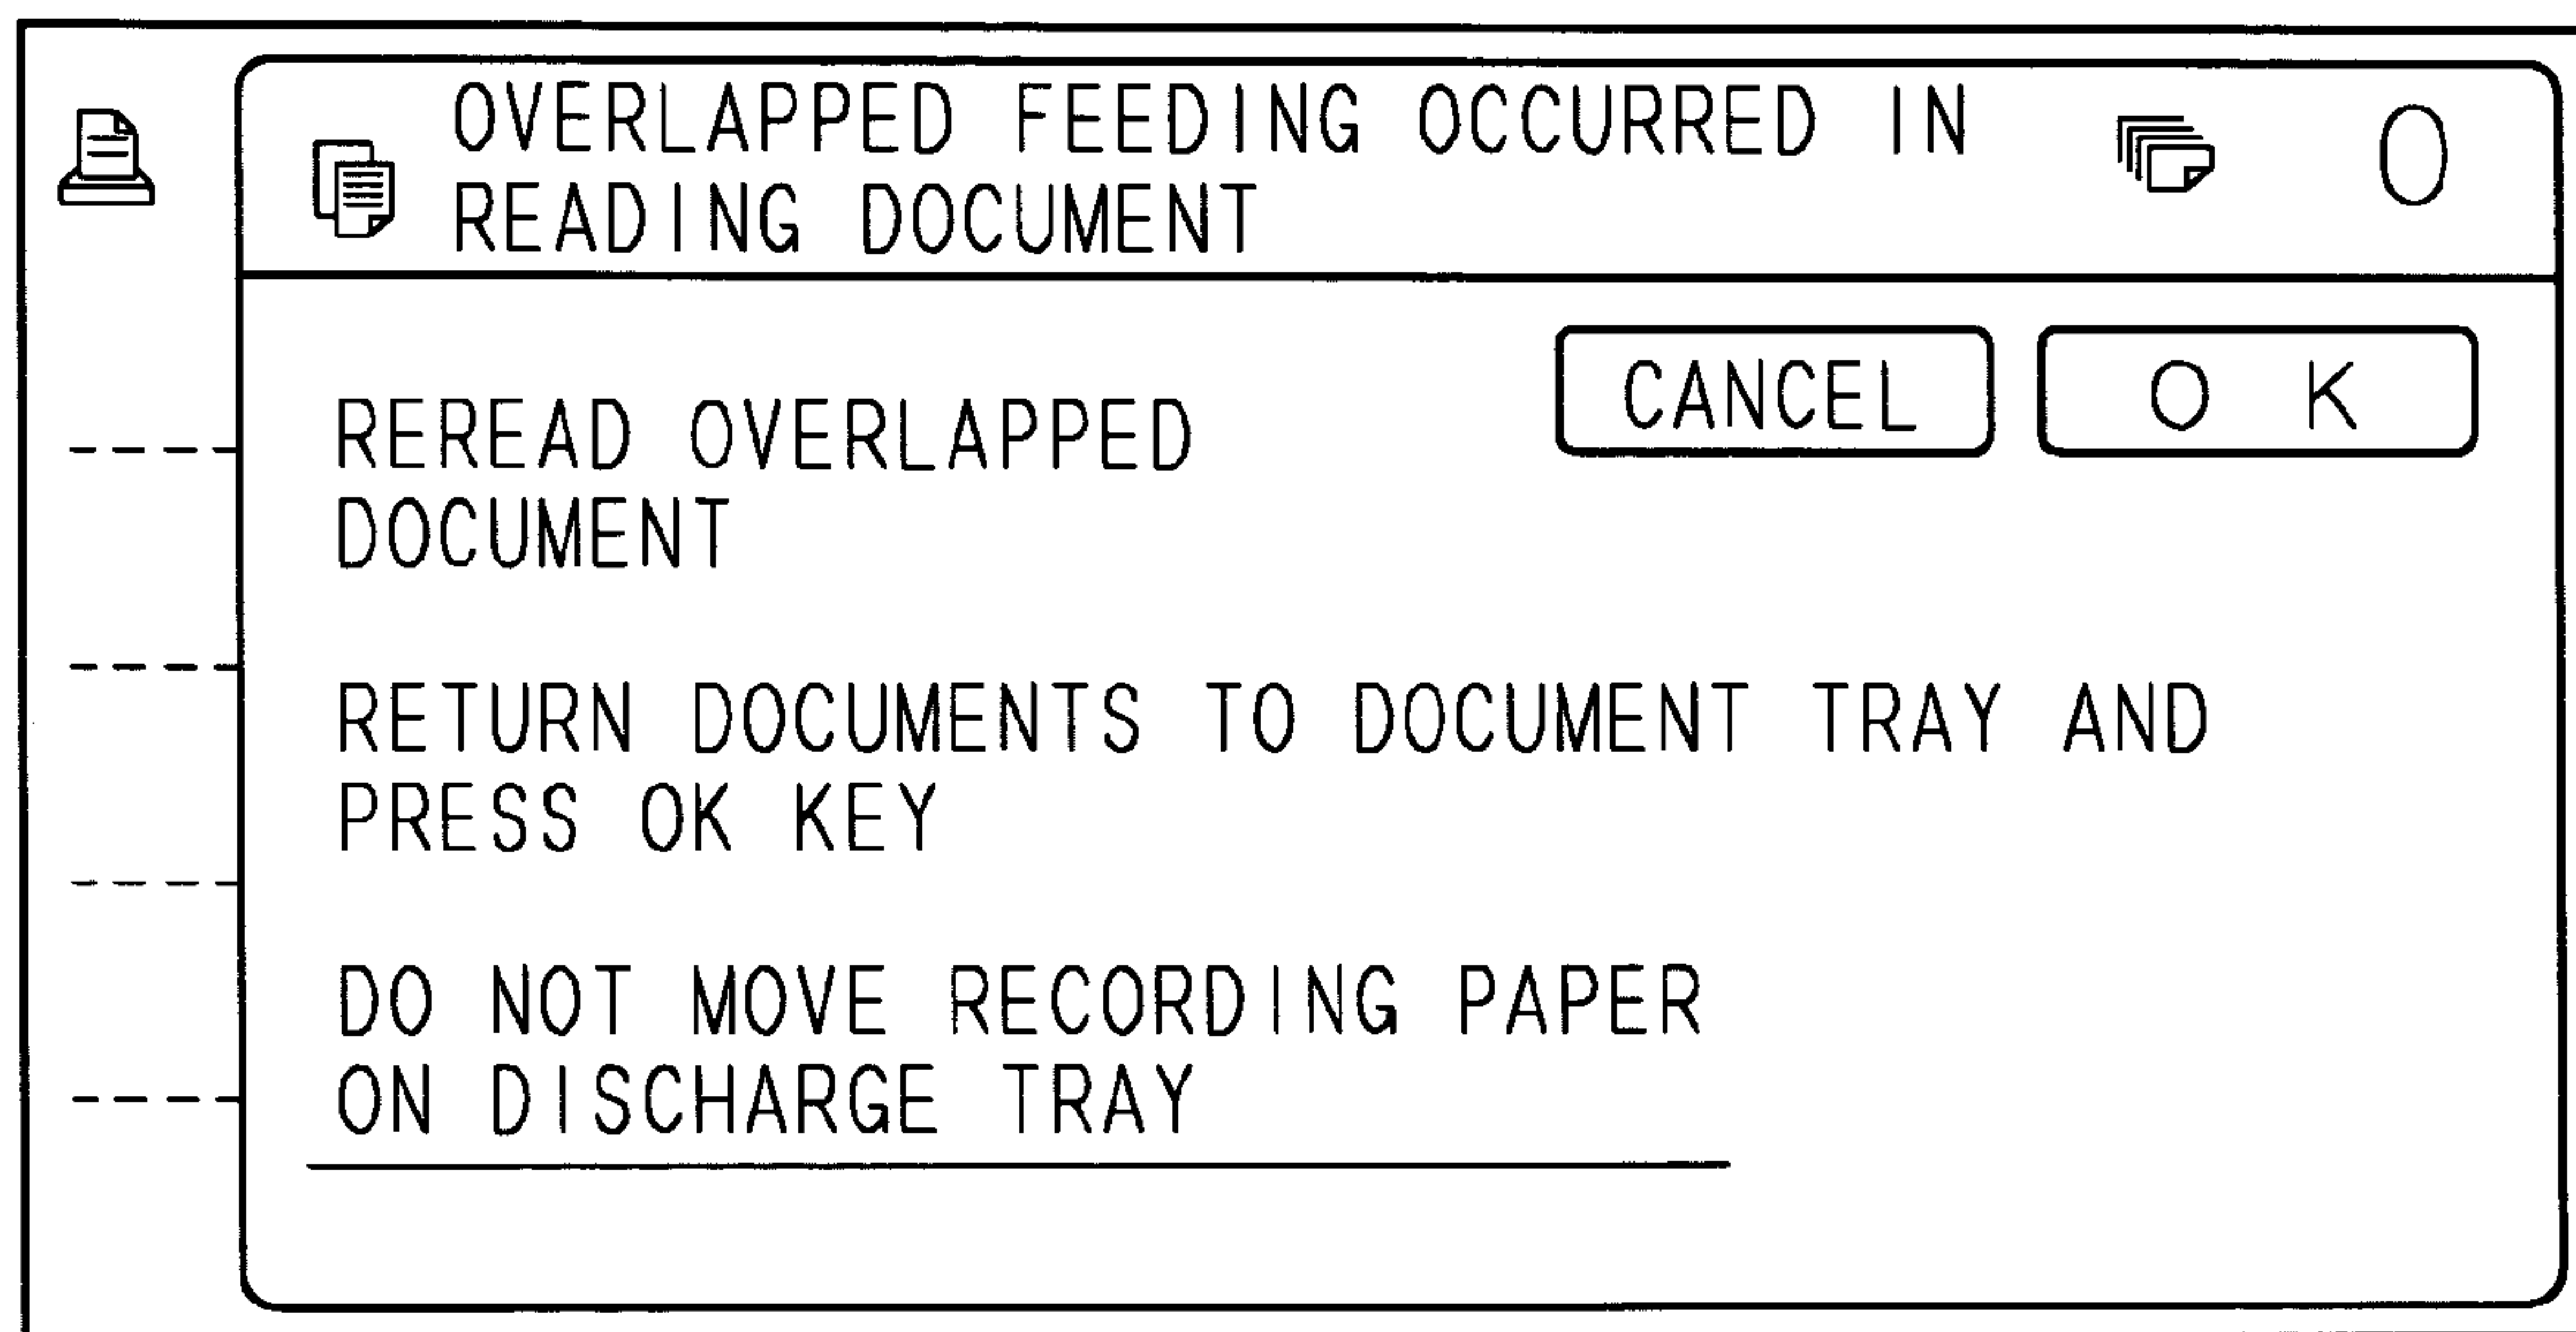 OVERLAPPED FEEDING OCCURRED IN
READING DOCUMENT
0
CANCEL
OK
REREAD OVERLAPPED
DOCUMENT
RETURN DOCUMENTS TO DOCUMENT TRAY AND
PRESS OK KEY
DO NOT MOVE RECORDING PAPER
ON DISCHARGE TRAY